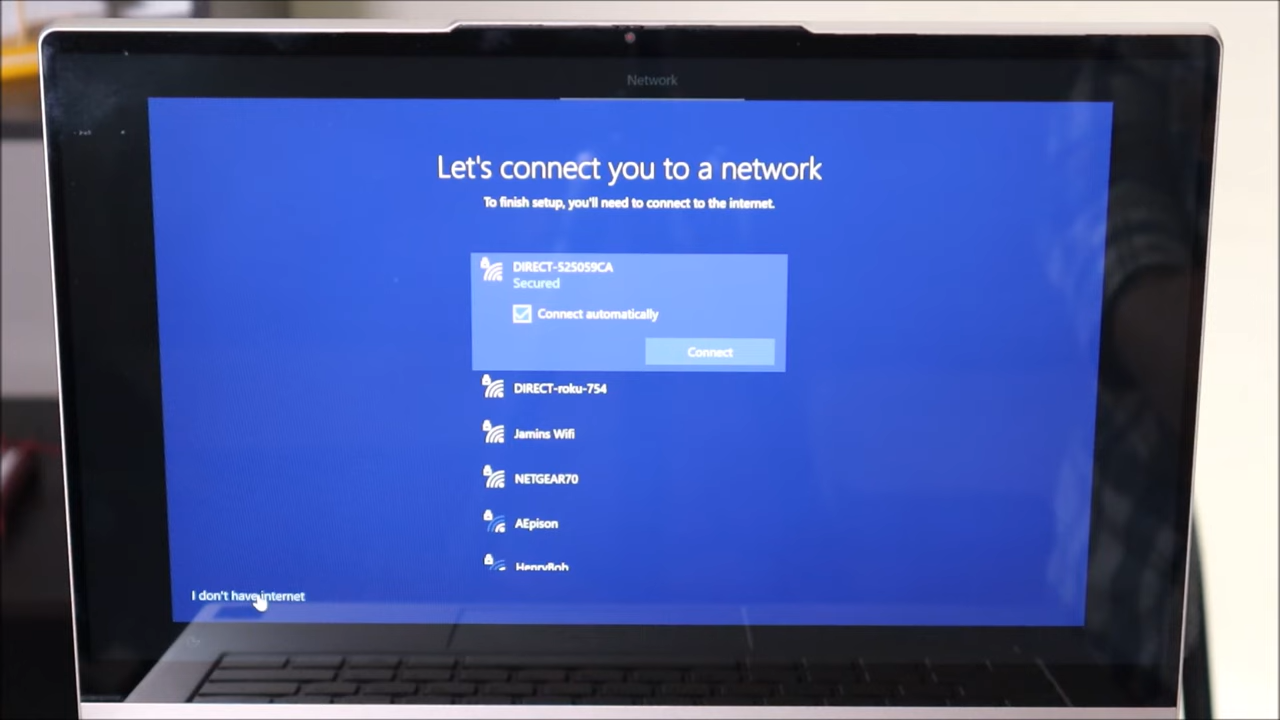 Network
Let's connect you to a network
To finish setup, you'll need to connect to the internet.
DIRECT-525059CA
Secured
Connect automatically
Connect
DIRECT-roku-754
Jamins Wifi
NETGEAR70
AEpison
HenryBob
I don't have internet